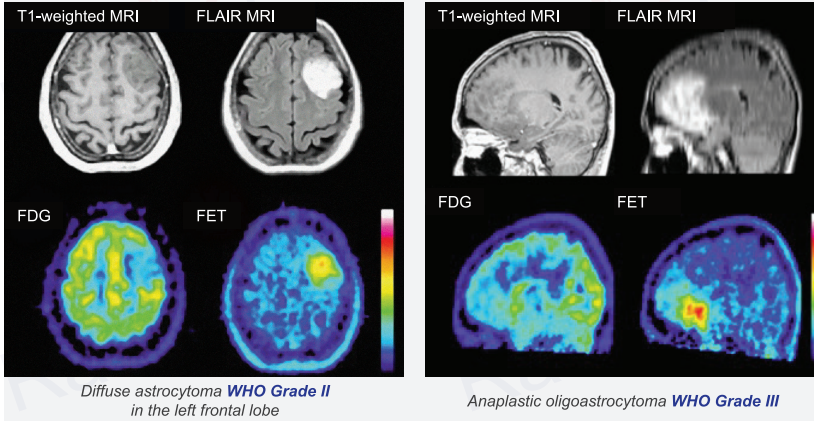 T1-weighted MRI
FLAIR MRI
FDG
FET
Diffuse astrocytoma WHO Grade II
in the left frontal lobe
T1-weighted MRI
FLAIR MRI
FDG
FET
Anaplastic oligoastrocytoma WHO Grade III